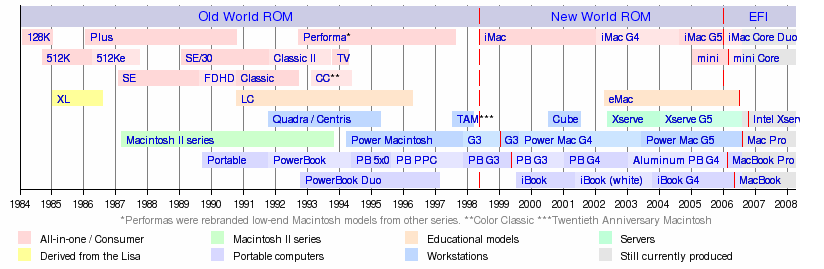 Old World ROM New World ROM EFI
128K Plus Performa* iMac iMac G4 iMac G5 iMac Core Duo
512K 512Ke SE/30 Classic II TV mini mini Core
SE FDHD Classic CC**
XL LC eMac
Quadra / Centris TAM*** Cube Xserve Xserve G5 Intel Xserv
Macintosh II series Power Macintosh G3 G3 Power Mac G4 Power Mac G5 Mac Pro
Portable PowerBook PB 5x0 PB PPC PB G3 PB G3 PB G4 Aluminum PB G4 MacBook Pro
PowerBook Duo iBook iBook (white) iBook G4 MacBook
1984 1985 1986 1987 1988 1989 1990 1991 1992 1993 1994 1995 1996 1997 1998 1999 2000 2001 2002 2003 2004 2005 2006 2007 2008
*Performas were rebranded low-end Macintosh models from other series. **Color Classic ***Twentieth Anniversary Macintosh
All-in-one / Consumer Macintosh II series Educational models Servers
Derived from the Lisa Portable computers Workstations Still currently produced